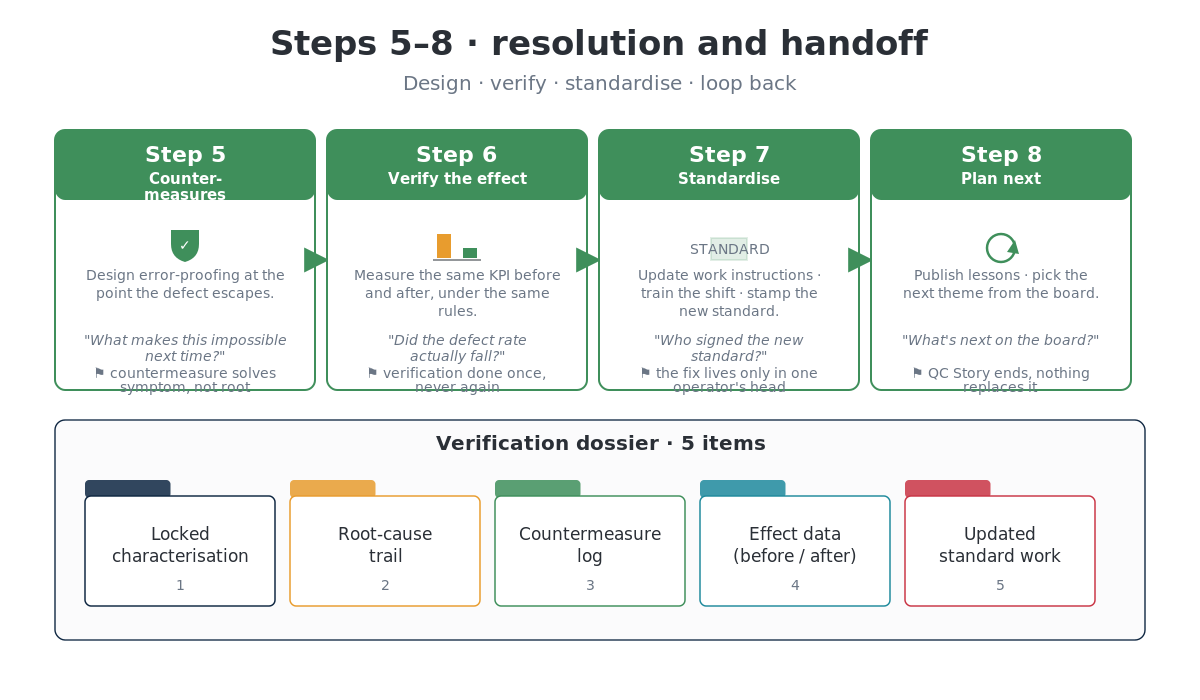 Steps 5–8 · resolution and handoff
Design · verify · standardise · loop back
Step 5
Counter-
measures
✓
Design error-proofing at the
point the defect escapes.
"What makes this impossible
next time?"
⚑ countermeasure solves
symptom, not root
Step 6
Verify the effect
Measure the same KPI before
and after, under the same
rules.
"Did the defect rate
actually fall?"
⚑ verification done once,
never again
Step 7
Standardise
STANDARD
Update work instructions ·
train the shift · stamp the
new standard.
"Who signed the new
standard?"
⚑ the fix lives only in one
operator's head
Step 8
Plan next
Publish lessons · pick the
next theme from the board.
"What's next on the board?"
⚑ QC Story ends, nothing
replaces it
Verification dossier · 5 items
Locked
characterisation
1
Root-cause
trail
2
Countermeasure
log
3
Effect data
(before / after)
4
Updated
standard work
5